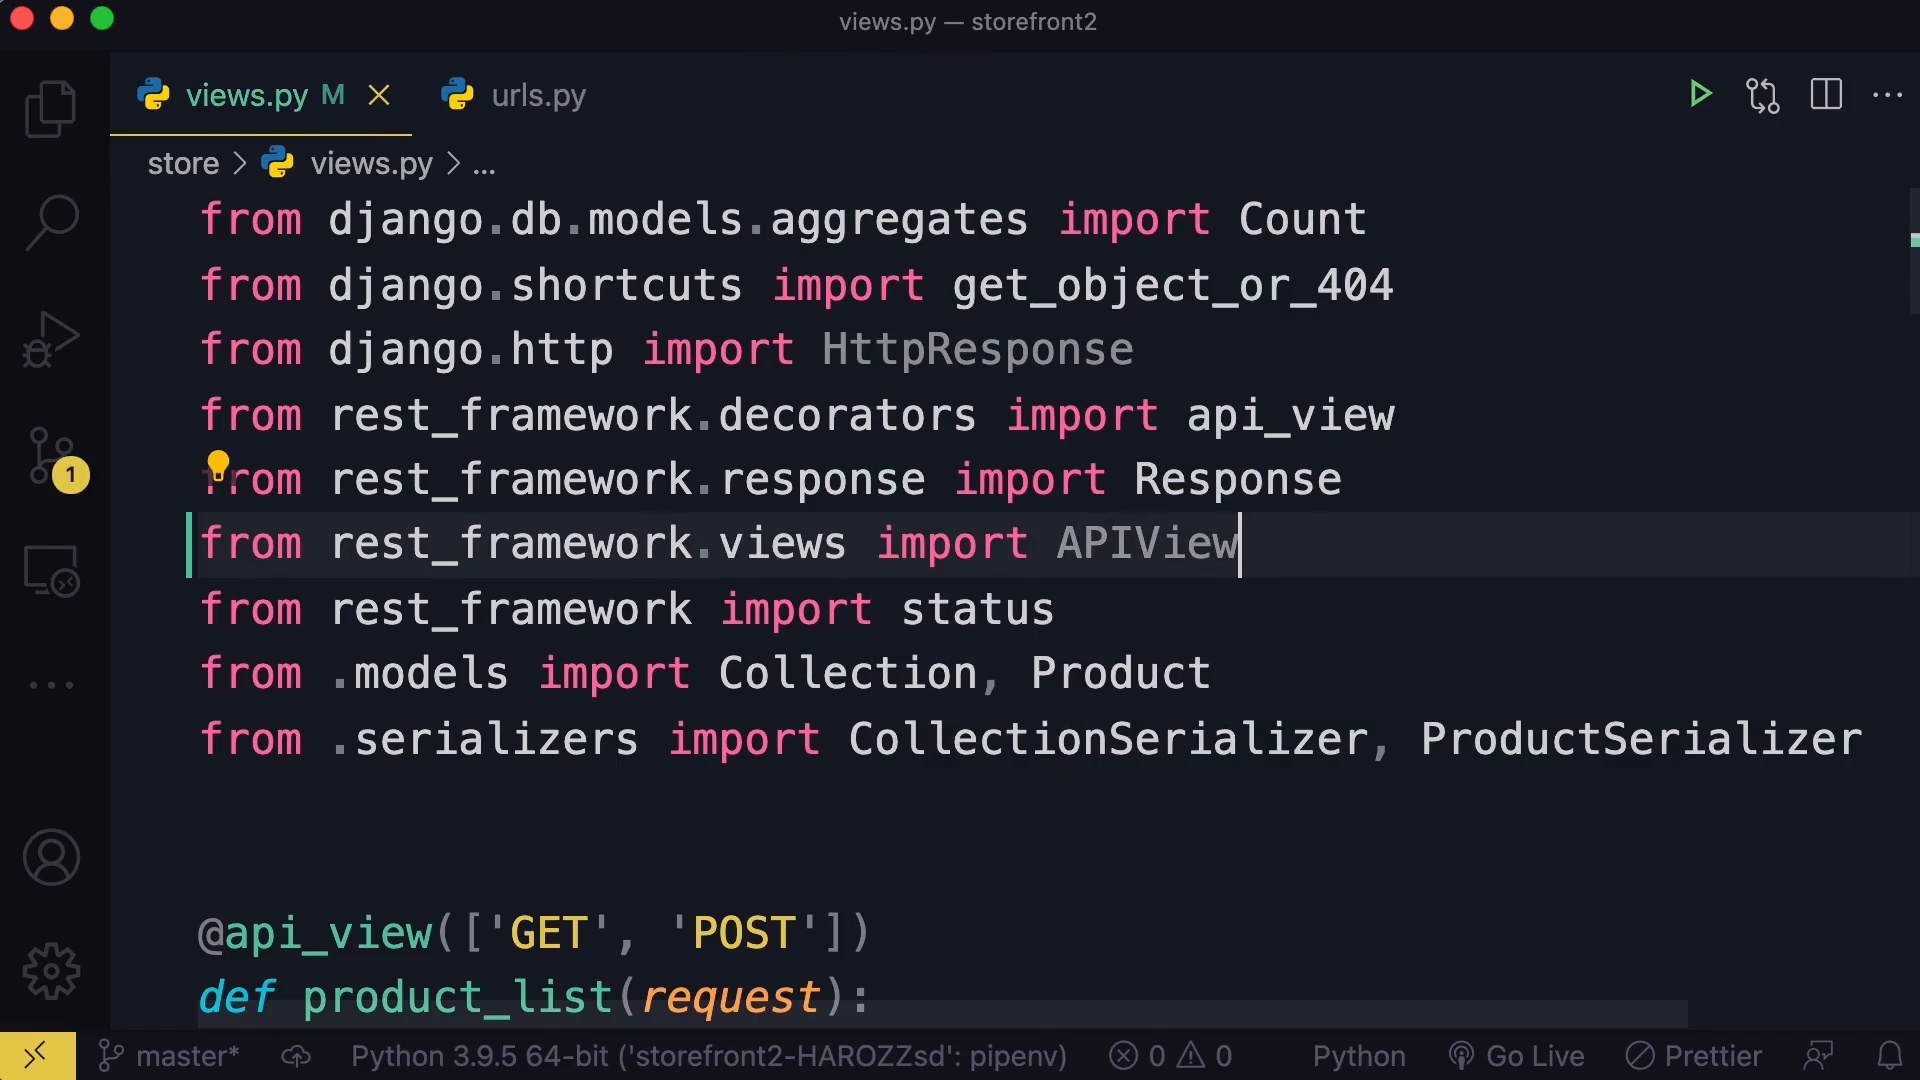 views.py — storefront2
views.py M urls.py
store > views.py > ...
from django.db.models.aggregates import Count
from django.shortcuts import get_object_or_404
from django.http import HttpResponse
from rest_framework.decorators import api_view
from rest_framework.response import Response
from rest_framework.views import APIView
from rest_framework import status
from .models import Collection, Product
from .serializers import CollectionSerializer, ProductSerializer
@api_view(['GET', 'POST'])
def product_list(request):
1
master* Python 3.9.5 64-bit ('storefront2-HAROZZsd': pipenv) 0 0 Python Go Live Prettier